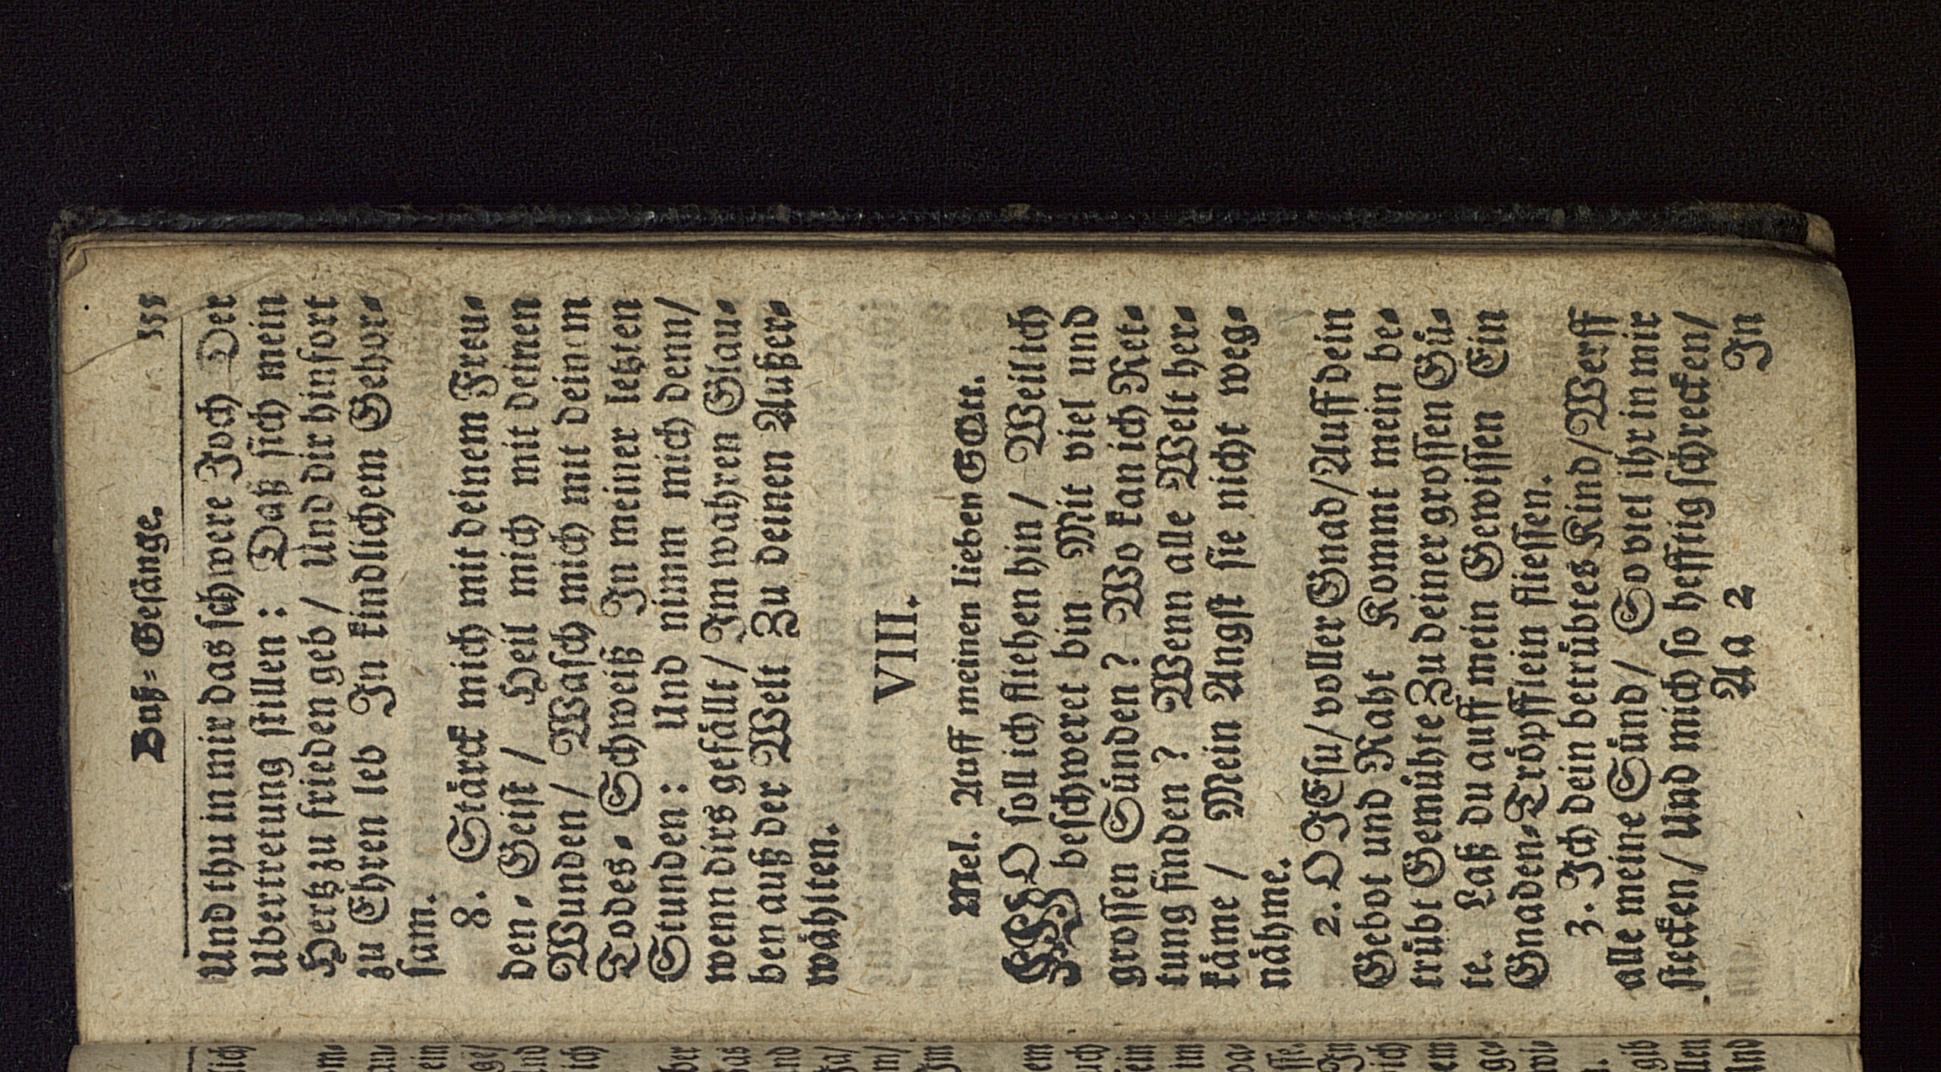 Buß-Gesänge. 355
Und thu in mir das schwere Joch Der
Ubertretung stillen: Daß sich mein
Hertz zu frieden geb / Und dir hinfort
zu Ehren leb In kindlichem Gehor-
sam.
8. Stärck mich mit deinem Freu-
den-Geist / Heil mich mit deinen
Wunden / Wasch mich mit deinem
Todes-Schweiß In meiner letzten
Stunden: Und nimm mich denn /
wenn dirs gefällt / Im wahren Glau-
ben auß der Welt Zu deinen Außer-
wählten.
VIII.
Mel. Auff meinen lieben GOtt.
WO soll ich fliehen hin / Weil ich
beschweret bin Mit viel und
grossen Sünden? Wo kan ich Ret-
tung finden? Wenn alle Welt her-
käme / Mein Angst sie nicht weg-
nähme.
2. O JEsu / voller Gnad / Auff dein
Gebot und Raht Kommt mein be-
trübt Gemühte Zu deiner grossen Gü-
te. Laß du auff mein Gewissen Ein
Gnaden-Tröpfflein fliessen.
3. Ich dein betrübtes Kind / Werff
alle meine Sünd / So viel ihr in mir
stecken / Und mich so hefftig schrecken /
Aa 2 In